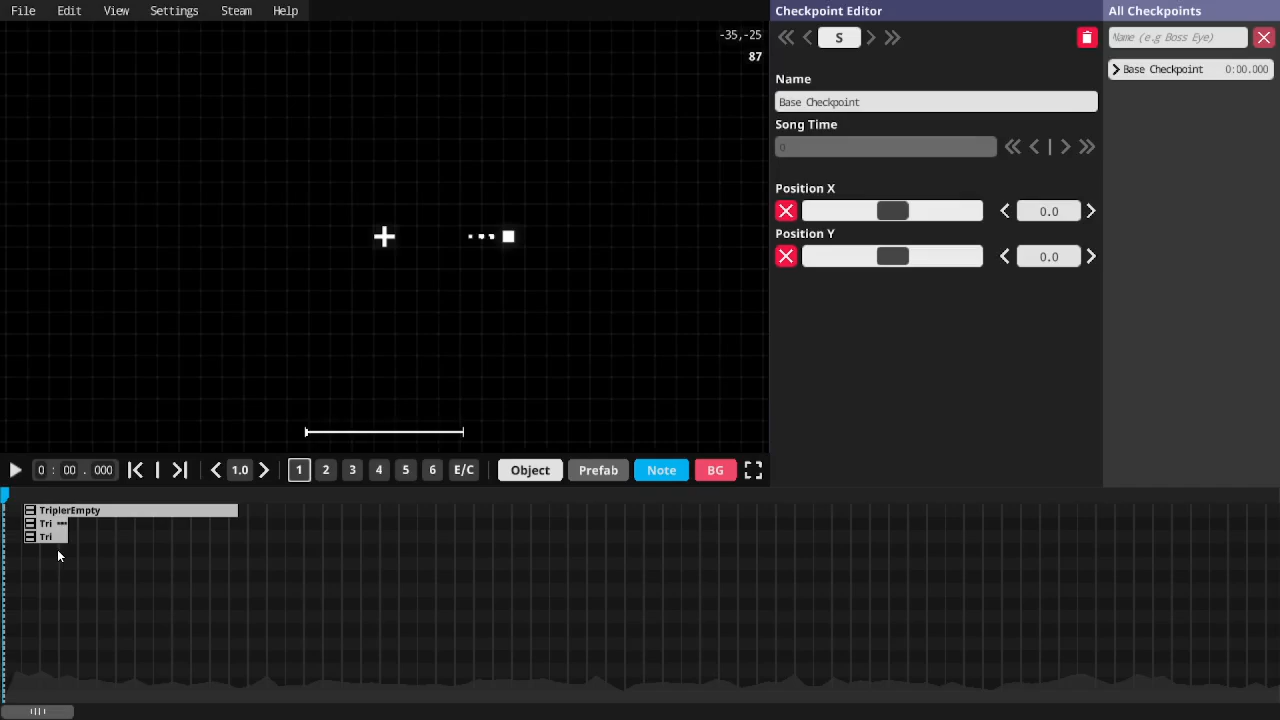 File Edit View Settings Steam Help
-35,-25
87
Checkpoint Editor
S
Name
Base Checkpoint
Song Time
0
Position X
0.0
Position Y
0.0
All Checkpoints
Name (e.g Boss Eye)
Base Checkpoint 0:00.000
0 : 00 . 000
1.0
1 2 3 4 5 6 E/C
Object Prefab Note BG
TriplerEmpty
Tri
Tri